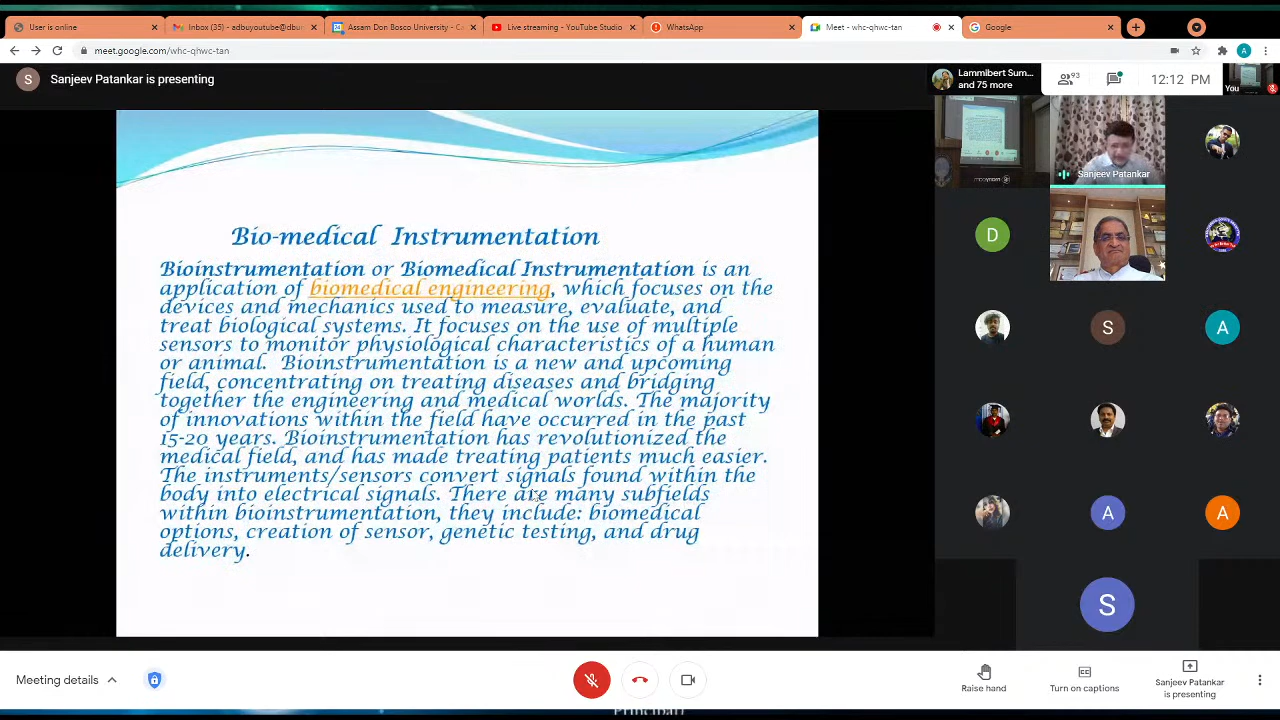 User is online
Inbox (35) - adbuyoutube@dbu
Assam Don Bosco University - Ca
Live streaming - YouTube Studio
WhatsApp
Meet - whc-qhwc-tan
Google
meet.google.com/whc-qhwc-tan
A
S
Sanjeev Patankar is presenting
Lammibert Sum...
and 75 more
93
12:12 PM
You
Sanjeev Patankar
D
S
A
A
A
S
Bio-medical Instrumentation
Bioinstrumentation or Biomedical Instrumentation is an
application of biomedical engineering, which focuses on the
devices and mechanics used to measure, evaluate, and
treat biological systems. It focuses on the use of multiple
sensors to monitor physiological characteristics of a human
or animal. Bioinstrumentation is a new and upcoming
field, concentrating on treating diseases and bridging
together the engineering and medical worlds. The majority
of innovations within the field have occurred in the past
15-20 years. Bioinstrumentation has revolutionized the
medical field, and has made treating patients much easier.
The instruments/sensors convert signals found within the
body into electrical signals. There are many subfields
within bioinstrumentation, they include: biomedical
options, creation of sensor, genetic testing, and drug
delivery.
Meeting details
Raise hand
Turn on captions
Sanjeev Patankar
is presenting